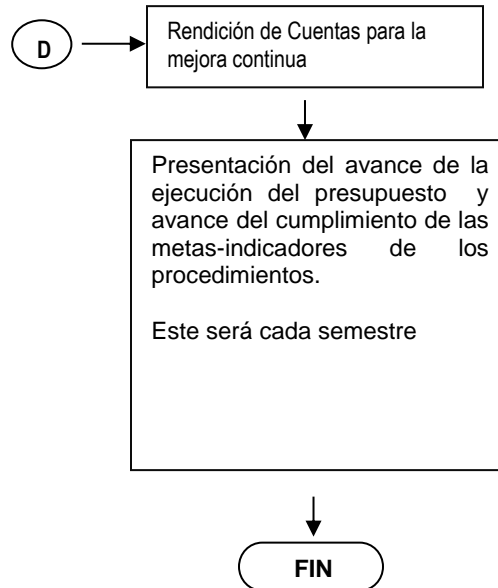 D
Rendición de Cuentas para la
mejora continua
Presentación del avance de la
ejecución del presupuesto y
avance del cumplimiento de las
metas-indicadores de los
procedimientos.
Este será cada semestre
FIN